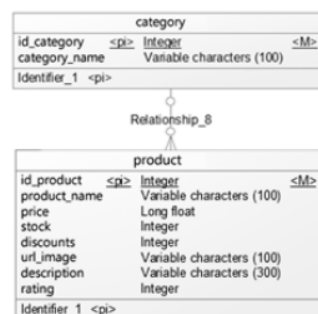 category
id_category <pi> Integer <M>
category_name Variable characters (100)
Identifier_1 <pi>
Relationship_8
product
id_product <pi> Integer <M>
product_name Variable characters (100)
price Long float
stock Integer
discounts Integer
url_image Variable characters (100)
description Variable characters (300)
rating Integer
Identifier_1 <pi>